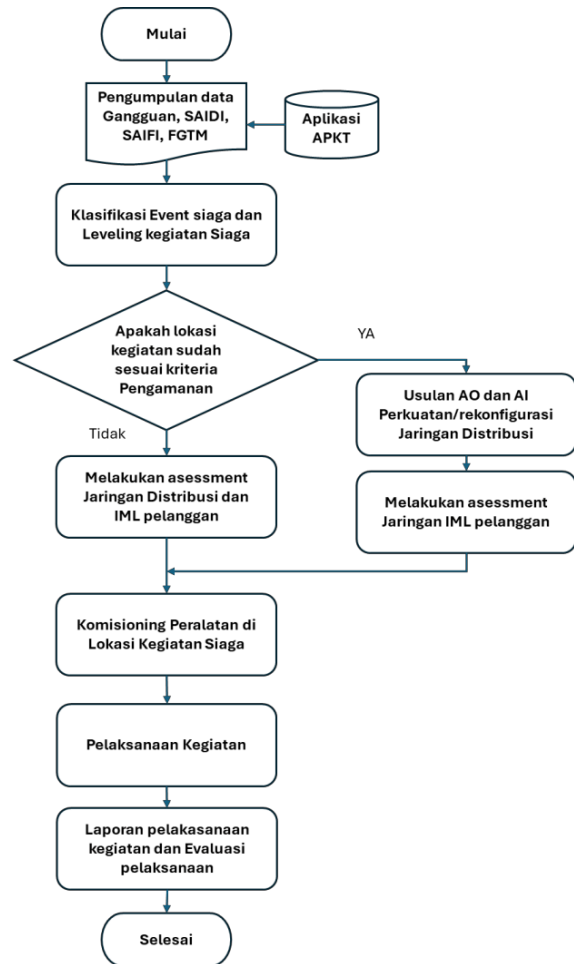 Mulai
Pengumpulan data
Gangguan, SAIDI,
SAIFI, FGTM
Aplikasi
APKT
Klasifikasi Event siaga dan
Leveling kegiatan Siaga
Apakah lokasi
kegiatan sudah
sesuai kriteria
Pengamanan
YA
Tidak
Usulan AO dan AI
Perkuatan/rekonfigurasi
Jaringan Distribusi
Melakukan asessment
Jaringan Distribusi dan
IML pelanggan
Melakukan asessment
Jaringan IML pelanggan
Komisioning Peralatan di
Lokasi Kegiatan Siaga
Pelaksanaan Kegiatan
Laporan pelakasanaan
kegiatan dan Evaluasi
pelaksanaan
Selesai